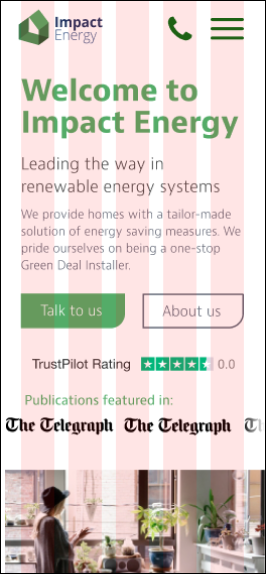 Impact
Energy
Welcome to
Impact Energy
Leading the way in
renewable energy systems
We provide homes with a tailor-made
solution of energy saving measures. We
pride ourselves on being a one-stop
Green Deal Installer.
Talk to us
About us
TrustPilot Rating 0.0
Publications featured in:
The Telegraph The Telegraph T